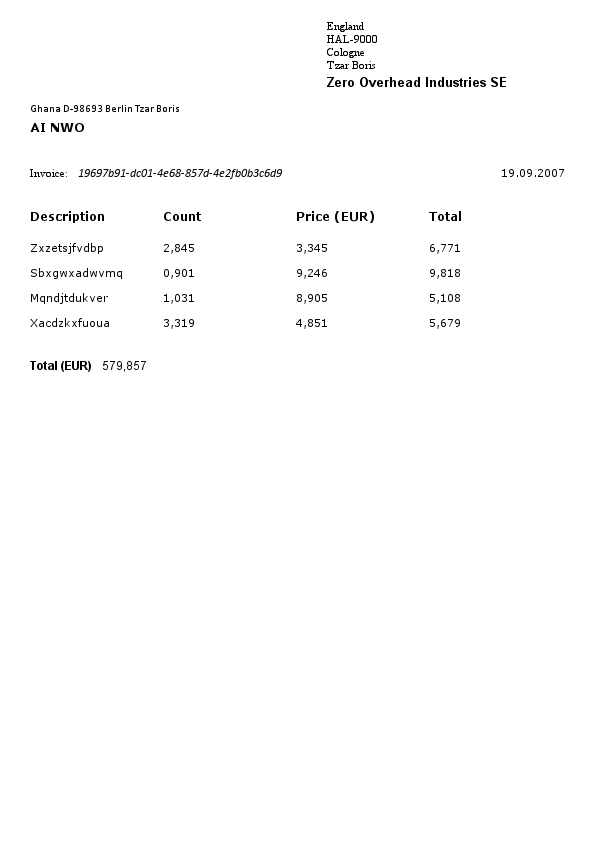 England
HAL-9000
Cologne
Tzar Boris
Zero Overhead Industries SE
Ghana D-98693 Berlin Tzar Boris
AI NWO
Invoice: 19697b91-dc01-4e68-857d-4e2fb0b3c6d9 19.09.2007
Description Count Price (EUR) Total
Zxzetsjfvdbp 2,845 3,345 6,771
Sbxgwxadwvmq 0,901 9,246 9,818
Mqndjtdukver 1,031 8,905 5,108
Xacdzkxfuoua 3,319 4,851 5,679
Total (EUR) 579,857